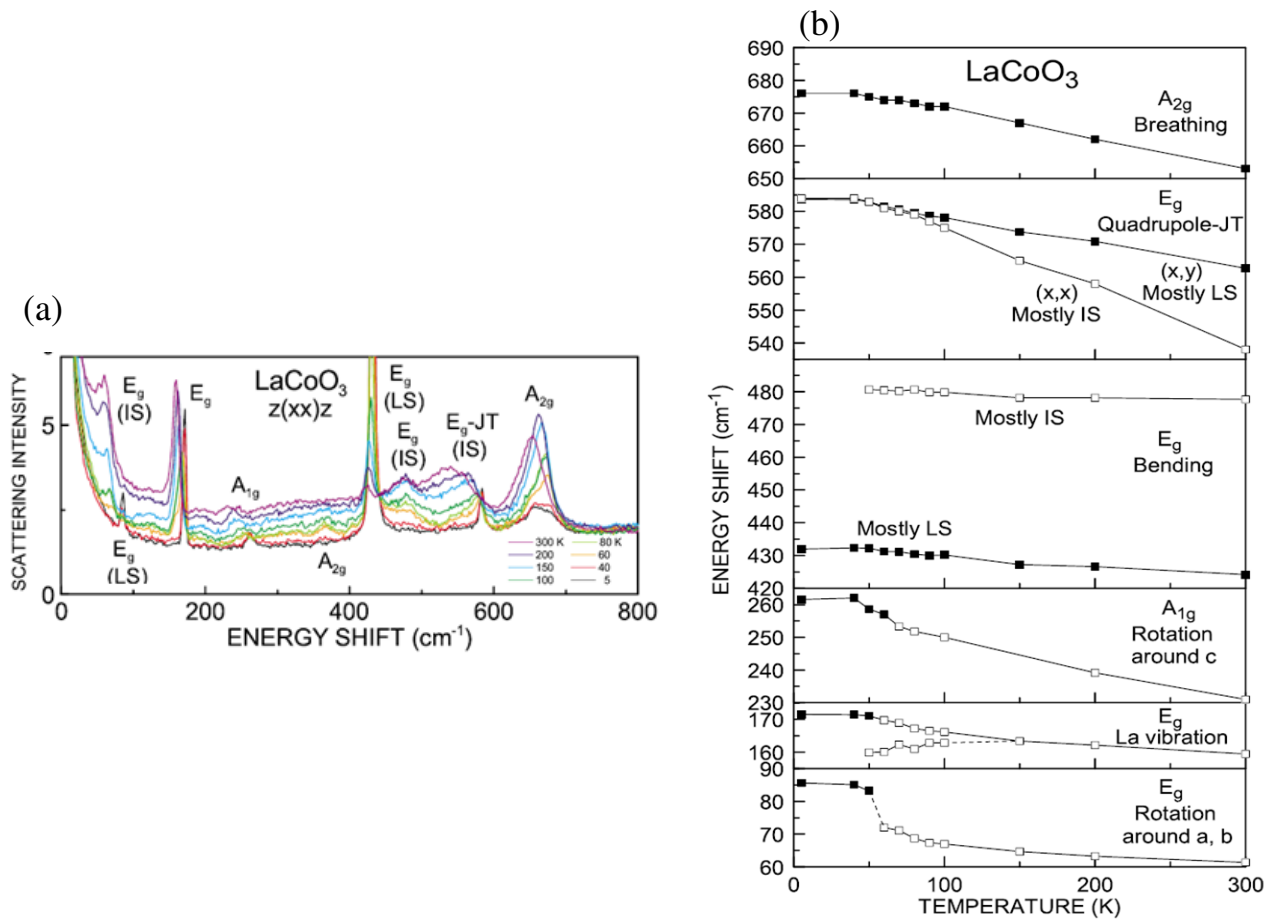 (a)
SCATTERING INTENSITY
5
0
E_g
(IS)
E_g
LaCoO₃
z(xx)z
E_g
(LS)
E_g
(IS)
E_g-JT
(IS)
A_2g
A_1g
E_g
(LS)
A_2g
300 K
80 K
200
60
150
40
100
5
0
200
400
600
800
ENERGY SHIFT (cm⁻¹)
(b)
LaCoO₃
690
680
670
660
650
A_2g
Breathing
580
570
560
550
540
E_g
Quadrupole-JT
(x,y)
Mostly LS
(x,x)
Mostly IS
480
470
460
450
440
430
420
Mostly IS
E_g
Bending
Mostly LS
260
250
240
230
A_1g
Rotation
around c
170
160
E_g
La vibration
90
80
70
60
E_g
Rotation
around a, b
ENERGY SHIFT (cm⁻¹)
0
100
200
300
TEMPERATURE (K)